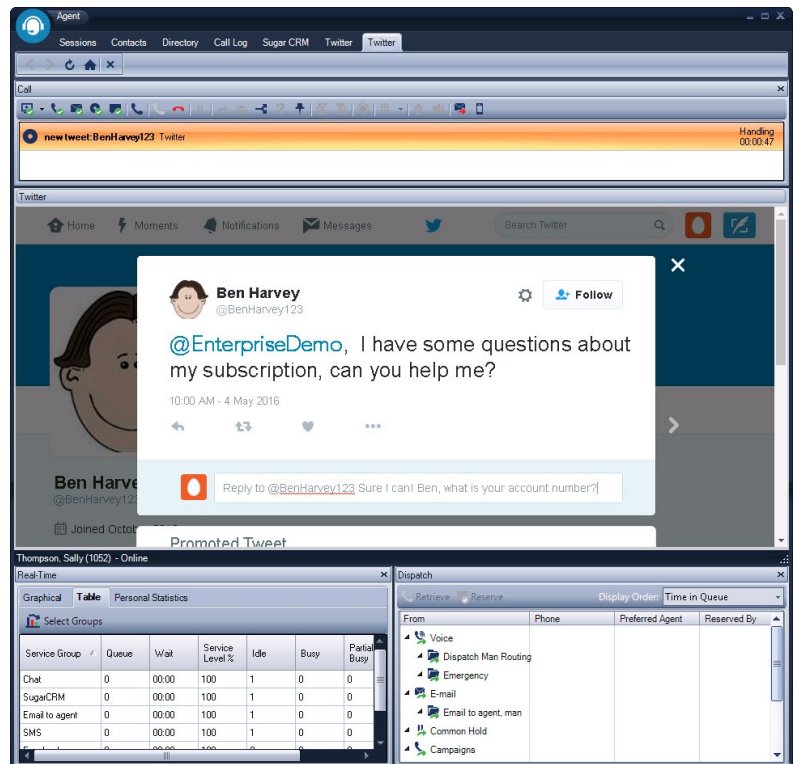 Agent
Sessions Contacts Directory Call Log Sugar CRM Twitter Twitter
Call
new tweet:BenHarvey123 Twitter Handling
00:00:47
Twitter
Home Moments Notifications Messages Search Twitter
Ben Harvey Follow
@BenHarvey123
@EnterpriseDemo, I have some questions about
my subscription, can you help me?
10:00 AM - 4 May 2016
Reply to @BenHarvey123 Sure I can! Ben, what is your account number?
Ben Harve
@BenHarvey12
Joined Octob
Promoted Tweet
Thompson, Sally (1052) - Online
Real-Time
Graphical Table Personal Statistics
Select Groups
Service Group Queue Wait Service Level % Idle Busy Partial Busy
Chat 0 00:00 100 1 0 0
SugarCRM 0 00:00 100 1 0 0
Email to agent 0 00:00 100 1 0 0
SMS 0 00:00 100 1 0 0
Dispatch
Retrieve Reserve Display Order: Time in Queue
From Phone Preferred Agent Reserved By
Voice
Dispatch Man Routing
Emergency
E-mail
Email to agent, man
Common Hold
Campaigns